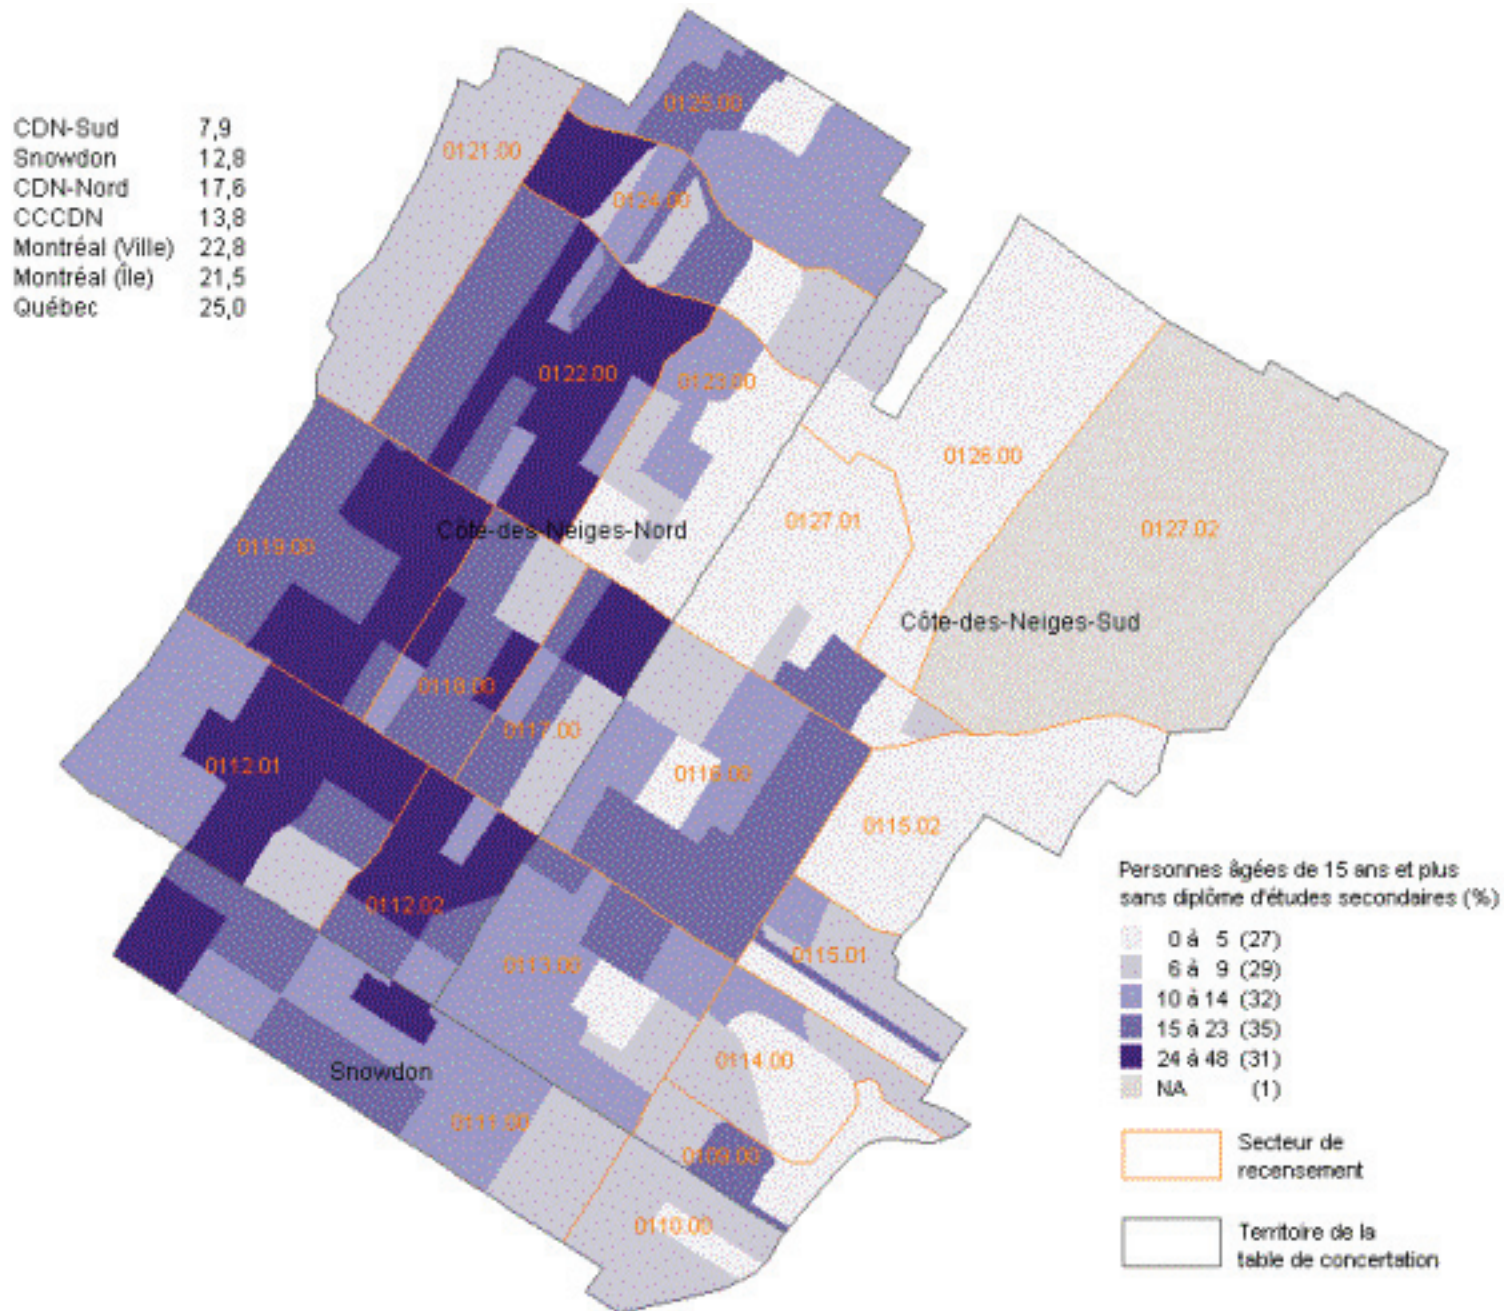 CDN-Sud 7,9
Snowdon 12,8
CDN-Nord 17,6
CCCDN 13,8
Montréal (Ville) 22,8
Montréal (Île) 21,5
Québec 25,0
0125.00
0121.00
0124.00
0122.00
0123.00
0126.00
0127.01
0127.02
Côte-des-Neiges-Nord
0119.00
Côte-des-Neiges-Sud
0118.00
0117.00
0112.01
0116.00
0115.02
0112.02
0115.01
0113.00
0114.00
Snowdon
0111.00
0109.00
0110.00
Personnes âgées de 15 ans et plus
sans diplôme d'études secondaires (%)
0 à 5 (27)
6 à 9 (29)
10 à 14 (32)
15 à 23 (35)
24 à 48 (31)
NA (1)
Secteur de
recensement
Territoire de la
table de concertation